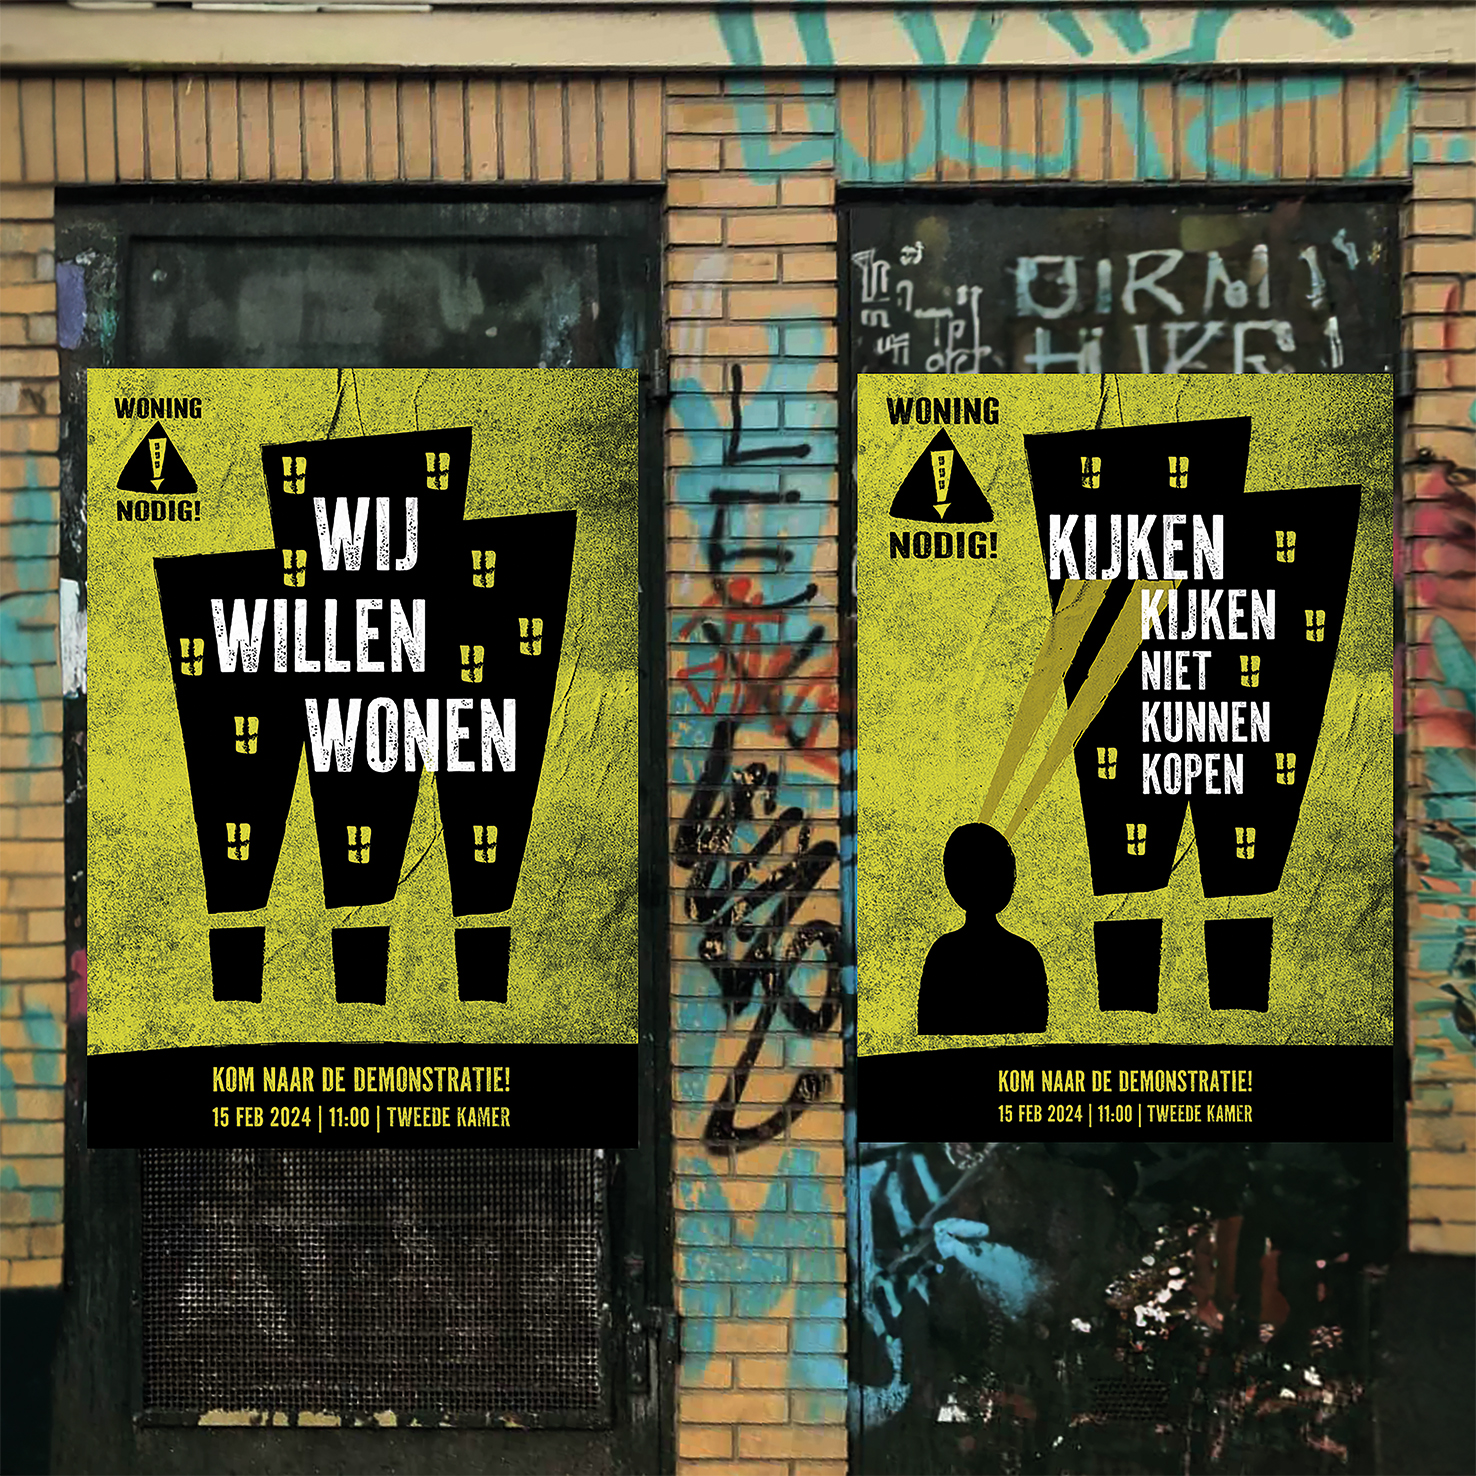 WONING
NODIG!
WIJ
WILLEN
WONEN
KOM NAAR DE DEMONSTRATIE!
15 FEB 2024 | 11:00 | TWEEDE KAMER
WONING
NODIG!
KIJKEN
KIJKEN
NIET
KUNNEN
KOPEN
KOM NAAR DE DEMONSTRATIE!
15 FEB 2024 | 11:00 | TWEEDE KAMER